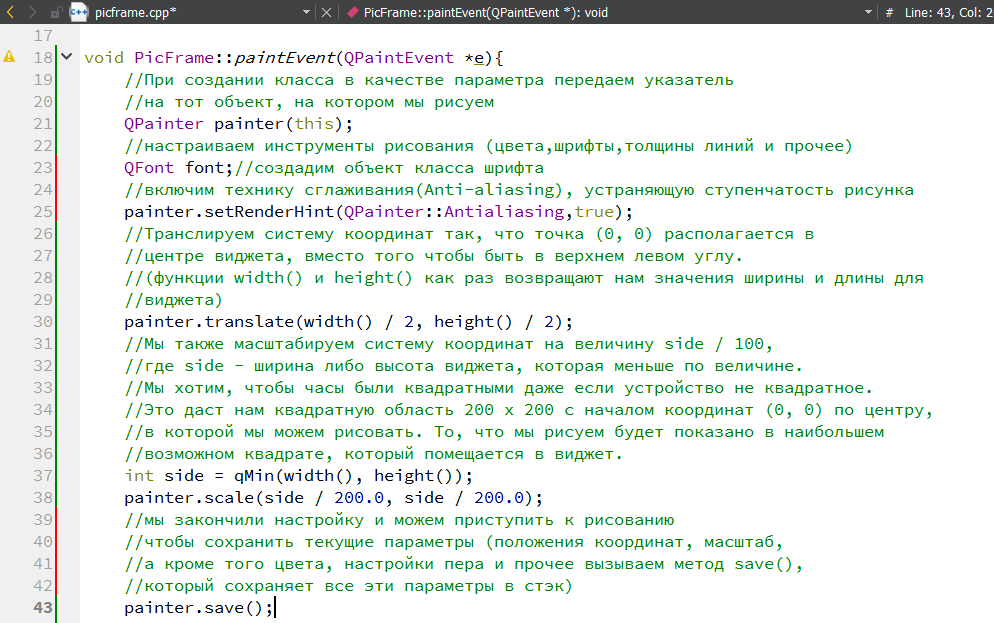 picframe.cpp*
PicFrame::paintEvent(QPaintEvent *): void
# Line: 43, Col: 2
17
18 void PicFrame::paintEvent(QPaintEvent *e){
19 //При создании класса в качестве параметра передаем указатель
20 //на тот объект, на котором мы рисуем
21 QPainter painter(this);
22 //настраиваем инструменты рисования (цвета,шрифты,толщины линий и прочее)
23 QFont font;//создадим объект класса шрифта
24 //включим технику сглаживания(Anti-aliasing), устраняющую ступенчатость рисунка
25 painter.setRenderHint(QPainter::Antialiasing,true);
26 //Транслируем систему координат так, что точка (0, 0) располагается в
27 //центре виджета, вместо того чтобы быть в верхнем левом углу.
28 //(функции width() и height() как раз возвращают нам значения ширины и длины для
29 //виджета)
30 painter.translate(width() / 2, height() / 2);
31 //Мы также масштабируем систему координат на величину side / 100,
32 //где side - ширина либо высота виджета, которая меньше по величине.
33 //Мы хотим, чтобы часы были квадратными даже если устройство не квадратное.
34 //Это даст нам квадратную область 200 x 200 с началом координат (0, 0) по центру,
35 //в которой мы можем рисовать. То, что мы рисуем будет показано в наибольшем
36 //возможном квадрате, который помещается в виджет.
37 int side = qMin(width(), height());
38 painter.scale(side / 200.0, side / 200.0);
39 //мы закончили настройку и можем приступить к рисованию
40 //чтобы сохранить текущие параметры (положения координат, масштаб,
41 //а кроме того цвета, настройки пера и прочее вызываем метод save(),
42 //который сохраняет все эти параметры в стэк)
43 painter.save();